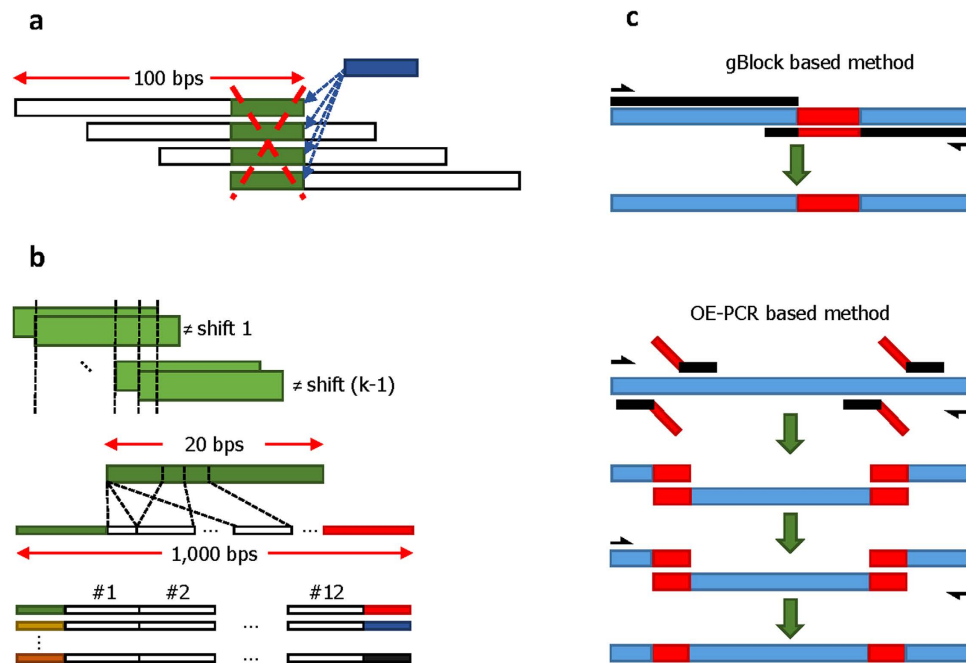 a
100 bps
b
≠ shift 1
⋱
≠ shift (k-1)
20 bps
... ...
1,000 bps
#1 #2 #12
...
⋮
...
c
gBlock based method
OE-PCR based method